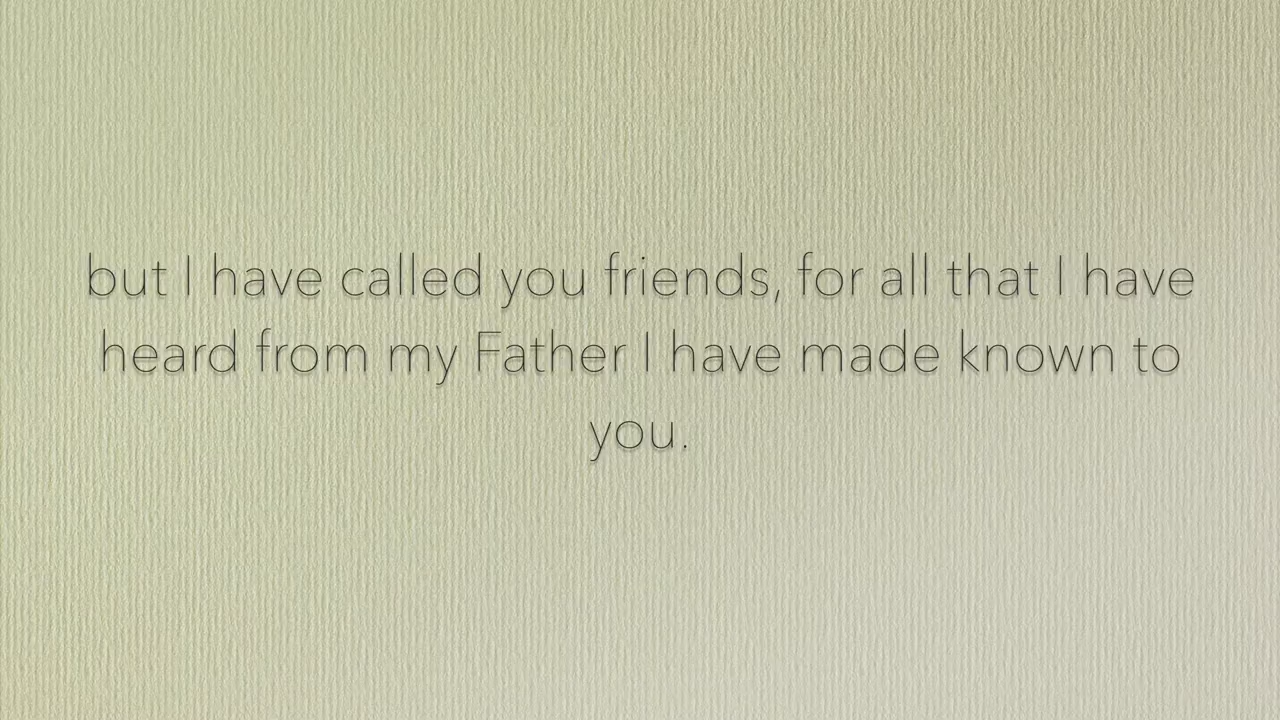 but I have called you friends, for all that I have
heard from my Father I have made known to
you.